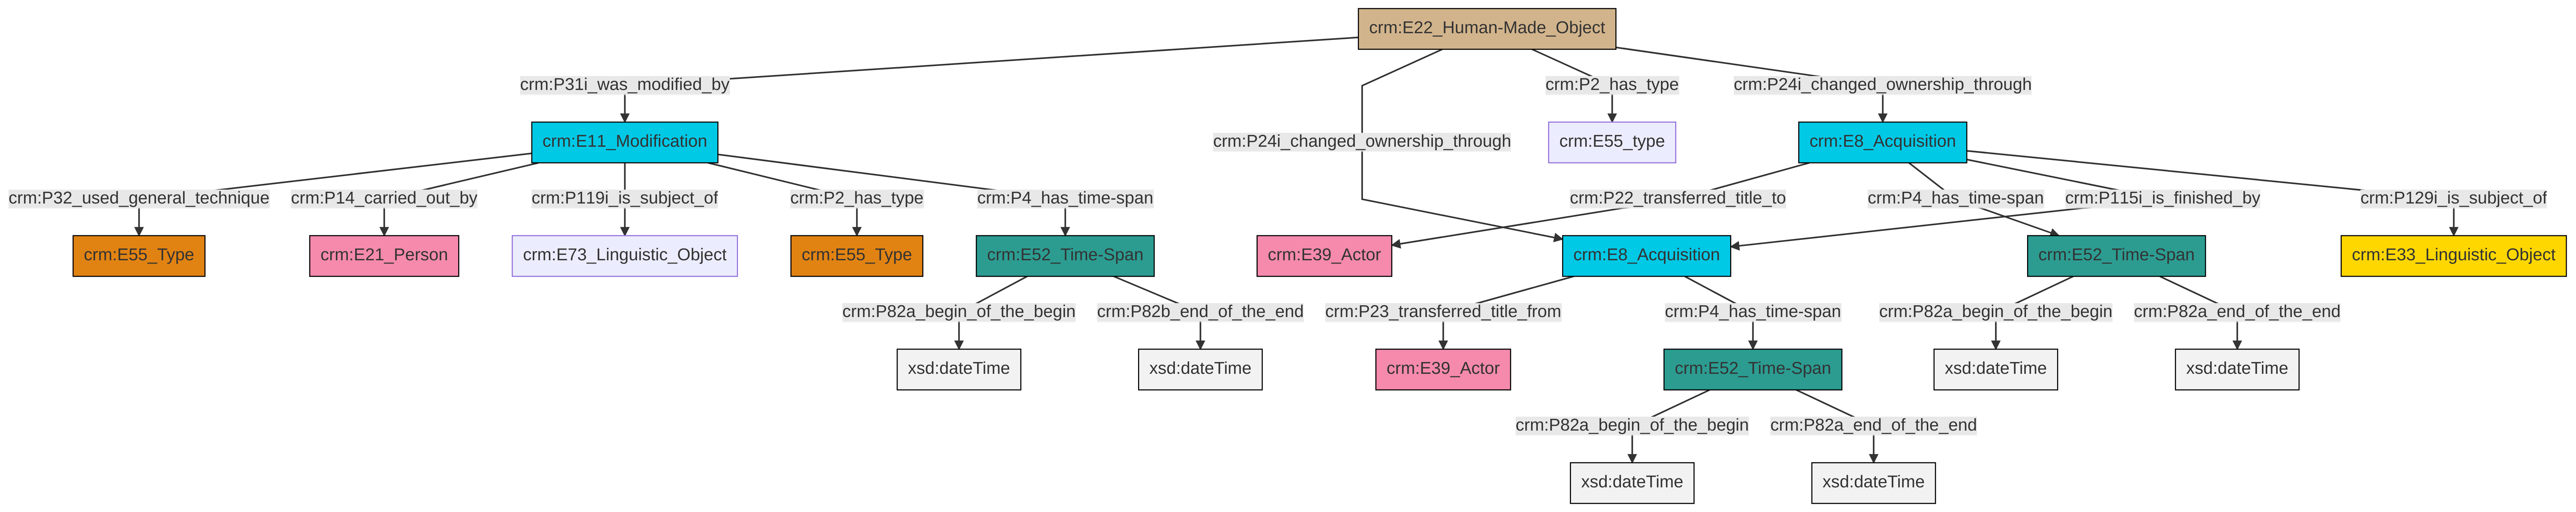 crm:E22_Human-Made_Object
crm:P31i_was_modified_by
crm:P2_has_type
crm:P24i_changed_ownership_through
crm:P24i_changed_ownership_through
crm:E11_Modification
crm:E55_type
crm:E8_Acquisition
crm:P32_used_general_technique
crm:P14_carried_out_by
crm:P119i_is_subject_of
crm:P2_has_type
crm:P4_has_time-span
crm:P22_transferred_title_to
crm:P4_has_time-span
crm:P115i_is_finished_by
crm:P129i_is_subject_of
crm:E55_Type
crm:E21_Person
crm:E73_Linguistic_Object
crm:E55_Type
crm:E52_Time-Span
crm:E39_Actor
crm:E8_Acquisition
crm:E52_Time-Span
crm:E33_Linguistic_Object
crm:P82a_begin_of_the_begin
crm:P82b_end_of_the_end
crm:P23_transferred_title_from
crm:P4_has_time-span
crm:P82a_begin_of_the_begin
crm:P82a_end_of_the_end
xsd:dateTime
xsd:dateTime
crm:E39_Actor
crm:E52_Time-Span
xsd:dateTime
xsd:dateTime
crm:P82a_begin_of_the_begin
crm:P82a_end_of_the_end
xsd:dateTime
xsd:dateTime